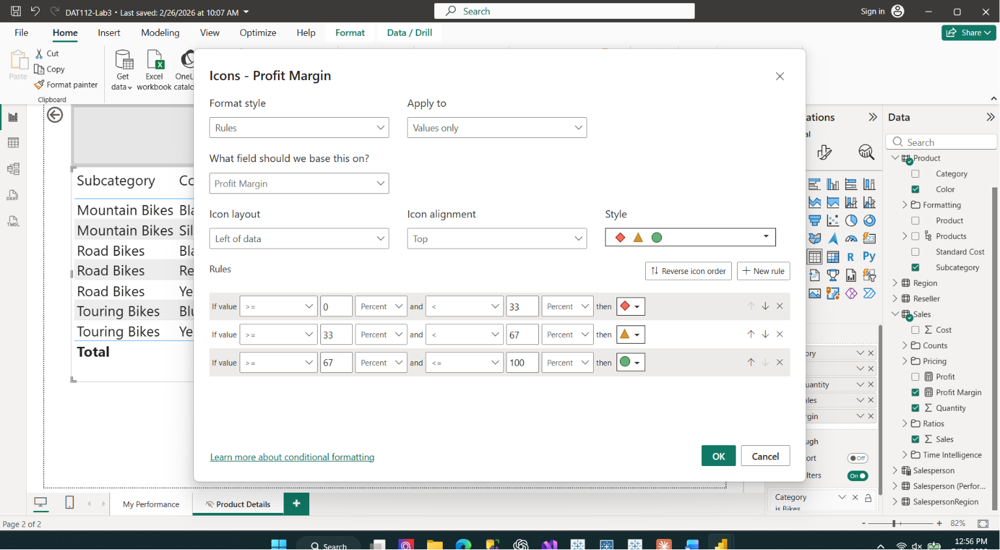 DAT112-Lab3 • Last saved: 2/26/2026 at 10:07 AM
Search
Sign in
File
Home
Insert
Modeling
View
Optimize
Help
Format
Data / Drill
Share
Paste
Cut
Copy
Format painter
Clipboard
Get
data
Excel
workbook
OneL
catalo
Icons - Profit Margin
Format style
Apply to
Rules
Values only
What field should we base this on?
Profit Margin
Icon layout
Icon alignment
Style
Left of data
Top
Rules
Reverse icon order
New rule
If value >= 0 Percent and < 33 Percent then
If value >= 33 Percent and < 67 Percent then
If value >= 67 Percent and <= 100 Percent then
Learn more about conditional formatting
OK
Cancel
Subcategory Co
Mountain Bikes Bla
Mountain Bikes Sil
Road Bikes Bla
Road Bikes Re
Road Bikes Ye
Touring Bikes Blu
Touring Bikes Ye
Total
DAX
TMDL
ations
al
123
R
Py
ory
uantity
les
gin
ugh
ort
Off
lters
On
Category
is Bikes
Data
Search
Product
Category
Color
Formatting
Product
Products
Standard Cost
Subcategory
Region
Reseller
Sales
Cost
Counts
Pricing
Profit
Profit Margin
Quantity
Ratios
Sales
Time Intelligence
Salesperson
Salesperson (Perfor...
SalespersonRegion
My Performance
Product Details
Page 2 of 2
82%
Search
12:56 PM